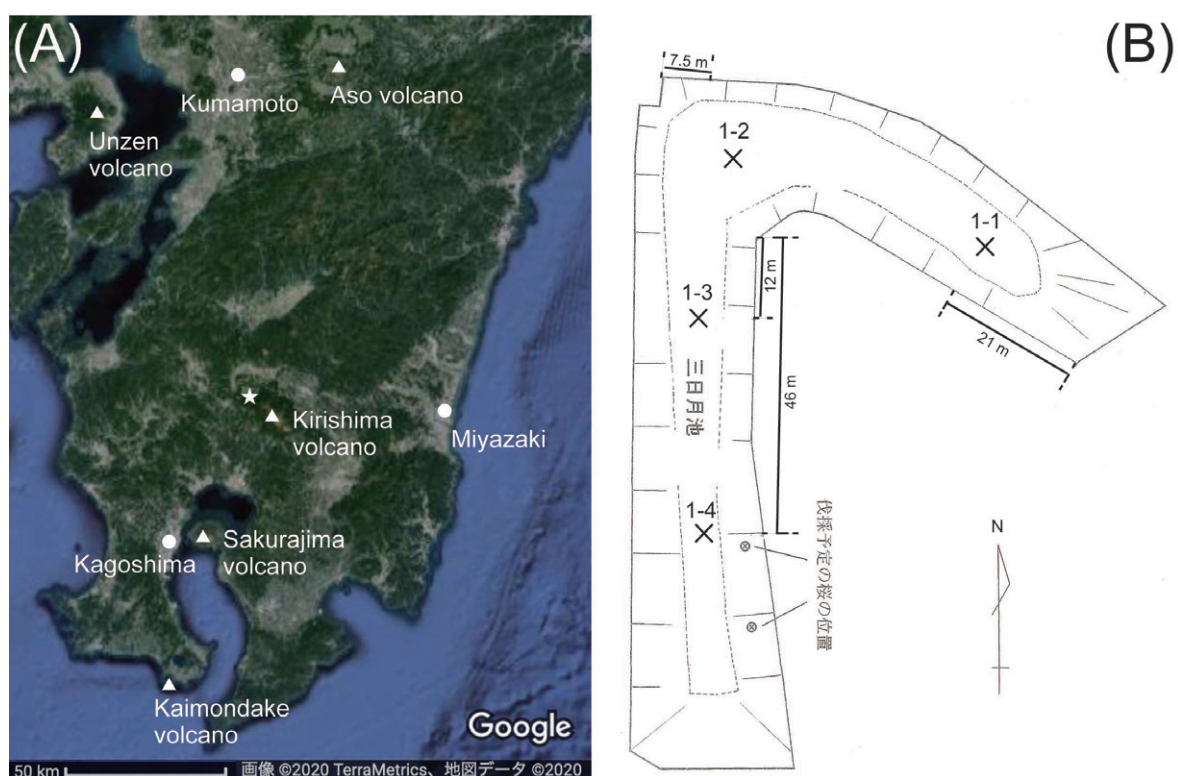 (A)
Kumamoto
Aso volcano
Unzen
volcano
Kirishima
volcano
Miyazaki
Sakurajima
volcano
Kagoshima
Kaimondake
volcano
Google
50 km
画像 ©2020 TerraMetrics、地図データ ©2020
(B)
7.5 m
1-2
1-1
12 m
1-3
21 m
三日月池
46 m
1-4
伐採予定の桜の位置
N